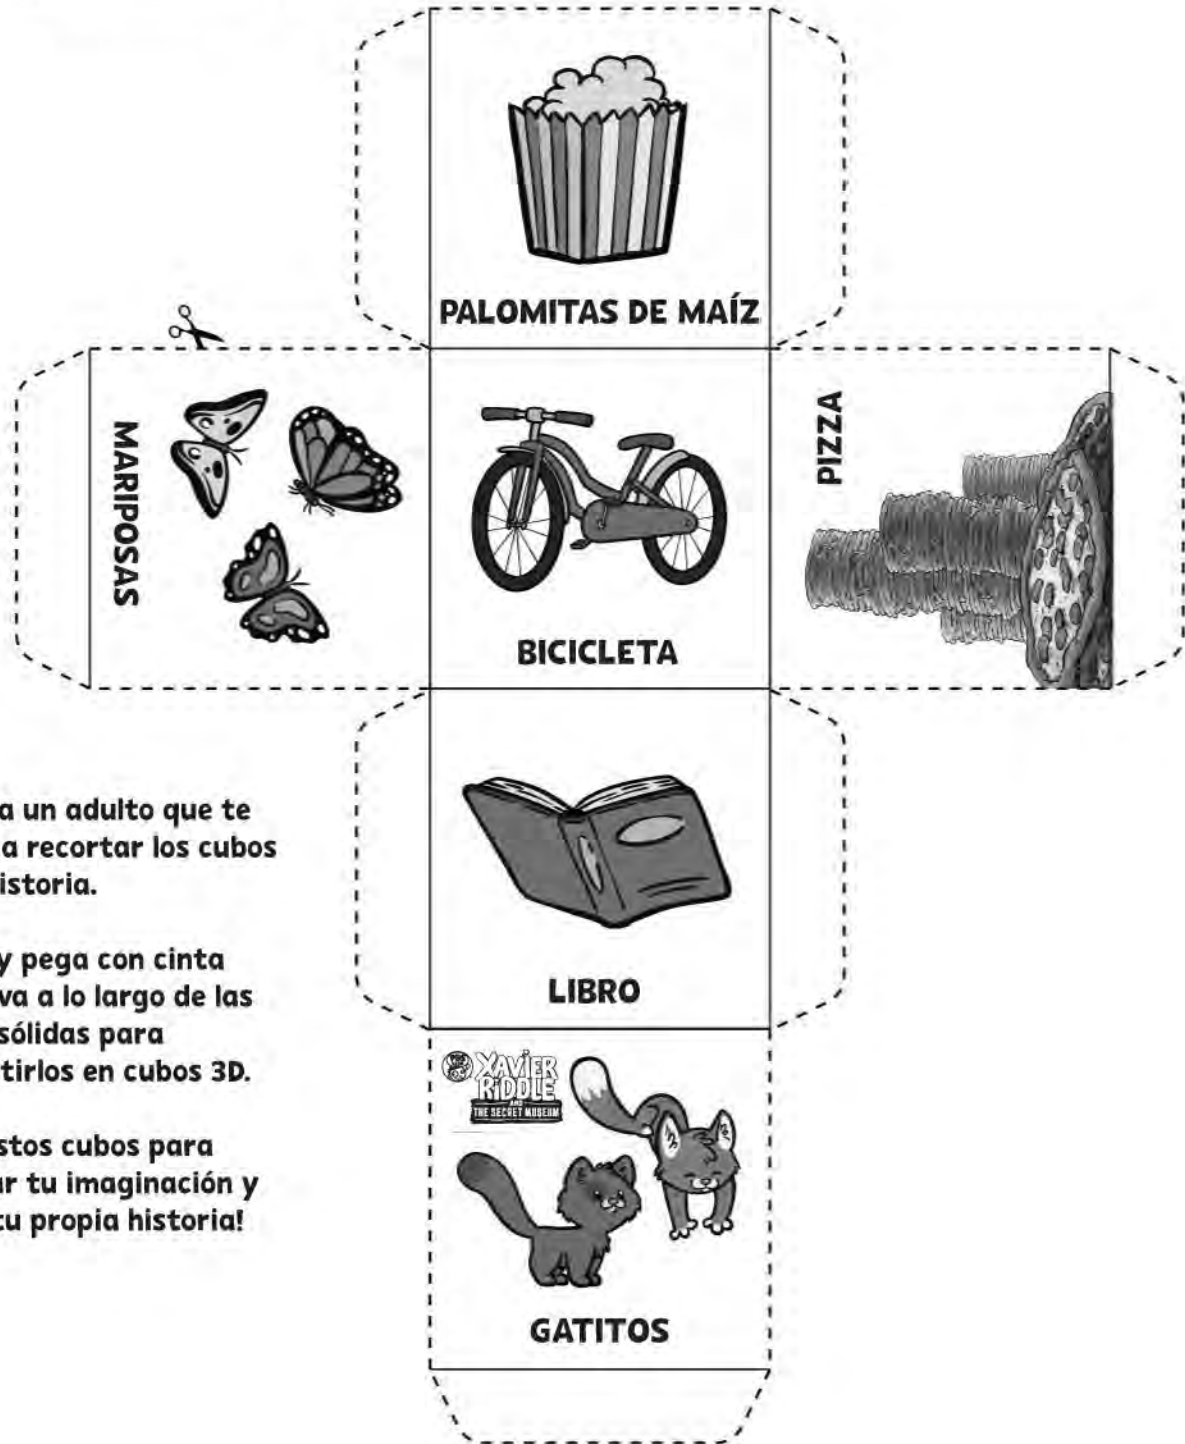 PALOMITAS DE MAÍZ
MARIPOSAS
BICICLETA
PIZZA
a un adulto que te
a recortar los cubos
istoria.
y pega con cinta
va a lo largo de las
sólidas para
tirlos en cubos 3D.
stos cubos para
ar tu imaginación y
tu propia historia!
LIBRO
XAVIER
RIDDLE
AND
THE SECRET MUSEUM
GATITOS